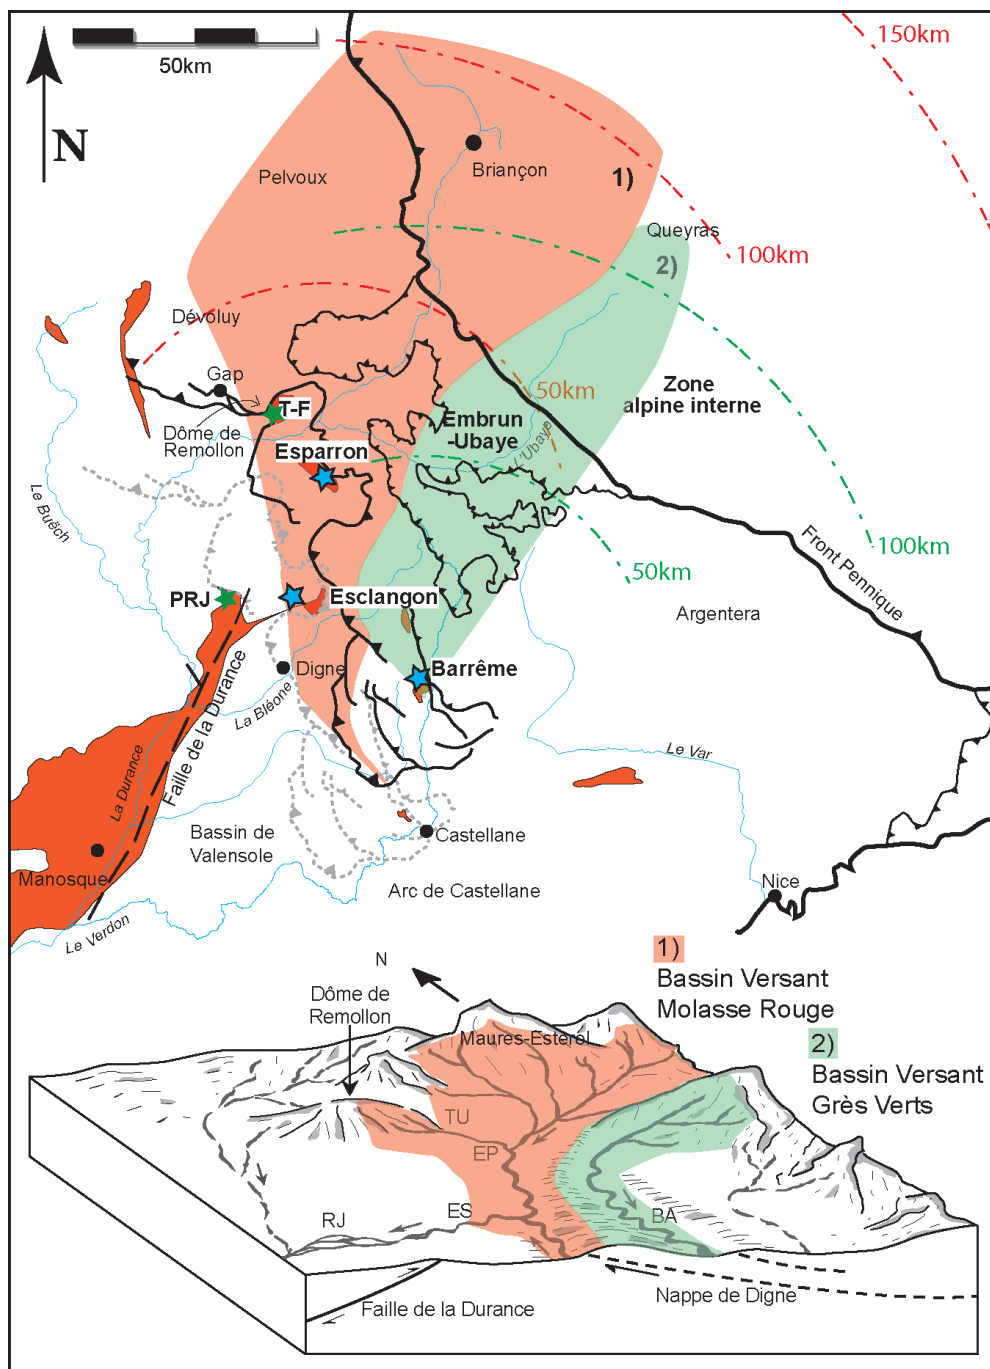 150km
50km
N
Briançon
Pelvoux
1)
Queyras
100km
2)
Dévoluy
Gap
50km
Zone
alpine interne
T-F
Embrun
-Ubaye
L'Ubaye
Dôme de
Remollon
Esparron
Le Buëch
100km
50km
Front Pennique
PRJ
Esclangon
Argentera
Digne
Barrême
La Bléone
Faille de la Durance
La Durance
Le Var
Bassin de
Valensole
Castellane
Manosque
Arc de Castellane
Nice
Le Verdon
1)
Bassin Versant
Molasse Rouge
N
Dôme de
Remollon
Maures-Esterel
2)
Bassin Versant
Grès Verts
TU
EP
ES
RJ
BA
Nappe de Digne
Faille de la Durance